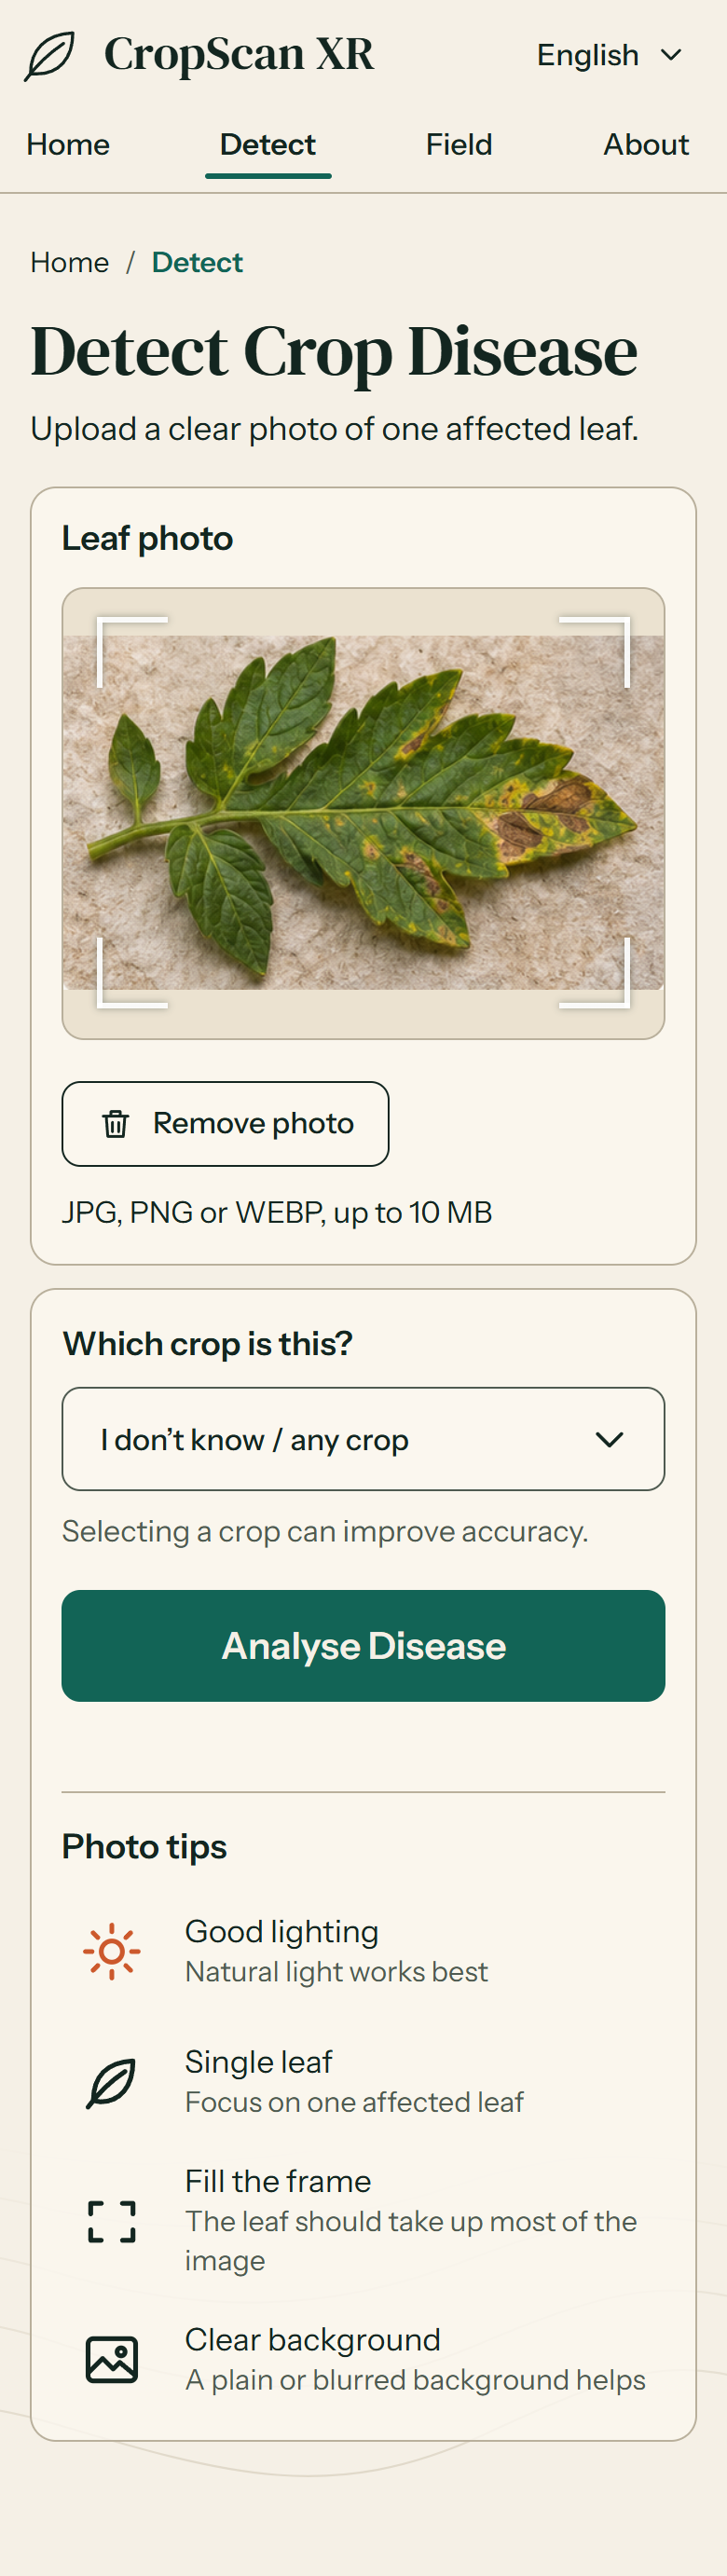 CropScan XR
English
Home Detect Field About
Home / Detect
Detect Crop Disease
Upload a clear photo of one affected leaf.
Leaf photo
Remove photo
JPG, PNG or WEBP, up to 10 MB
Which crop is this?
I don’t know / any crop
Selecting a crop can improve accuracy.
Analyse Disease
Photo tips
Good lighting
Natural light works best
Single leaf
Focus on one affected leaf
Fill the frame
The leaf should take up most of the
image
Clear background
A plain or blurred background helps